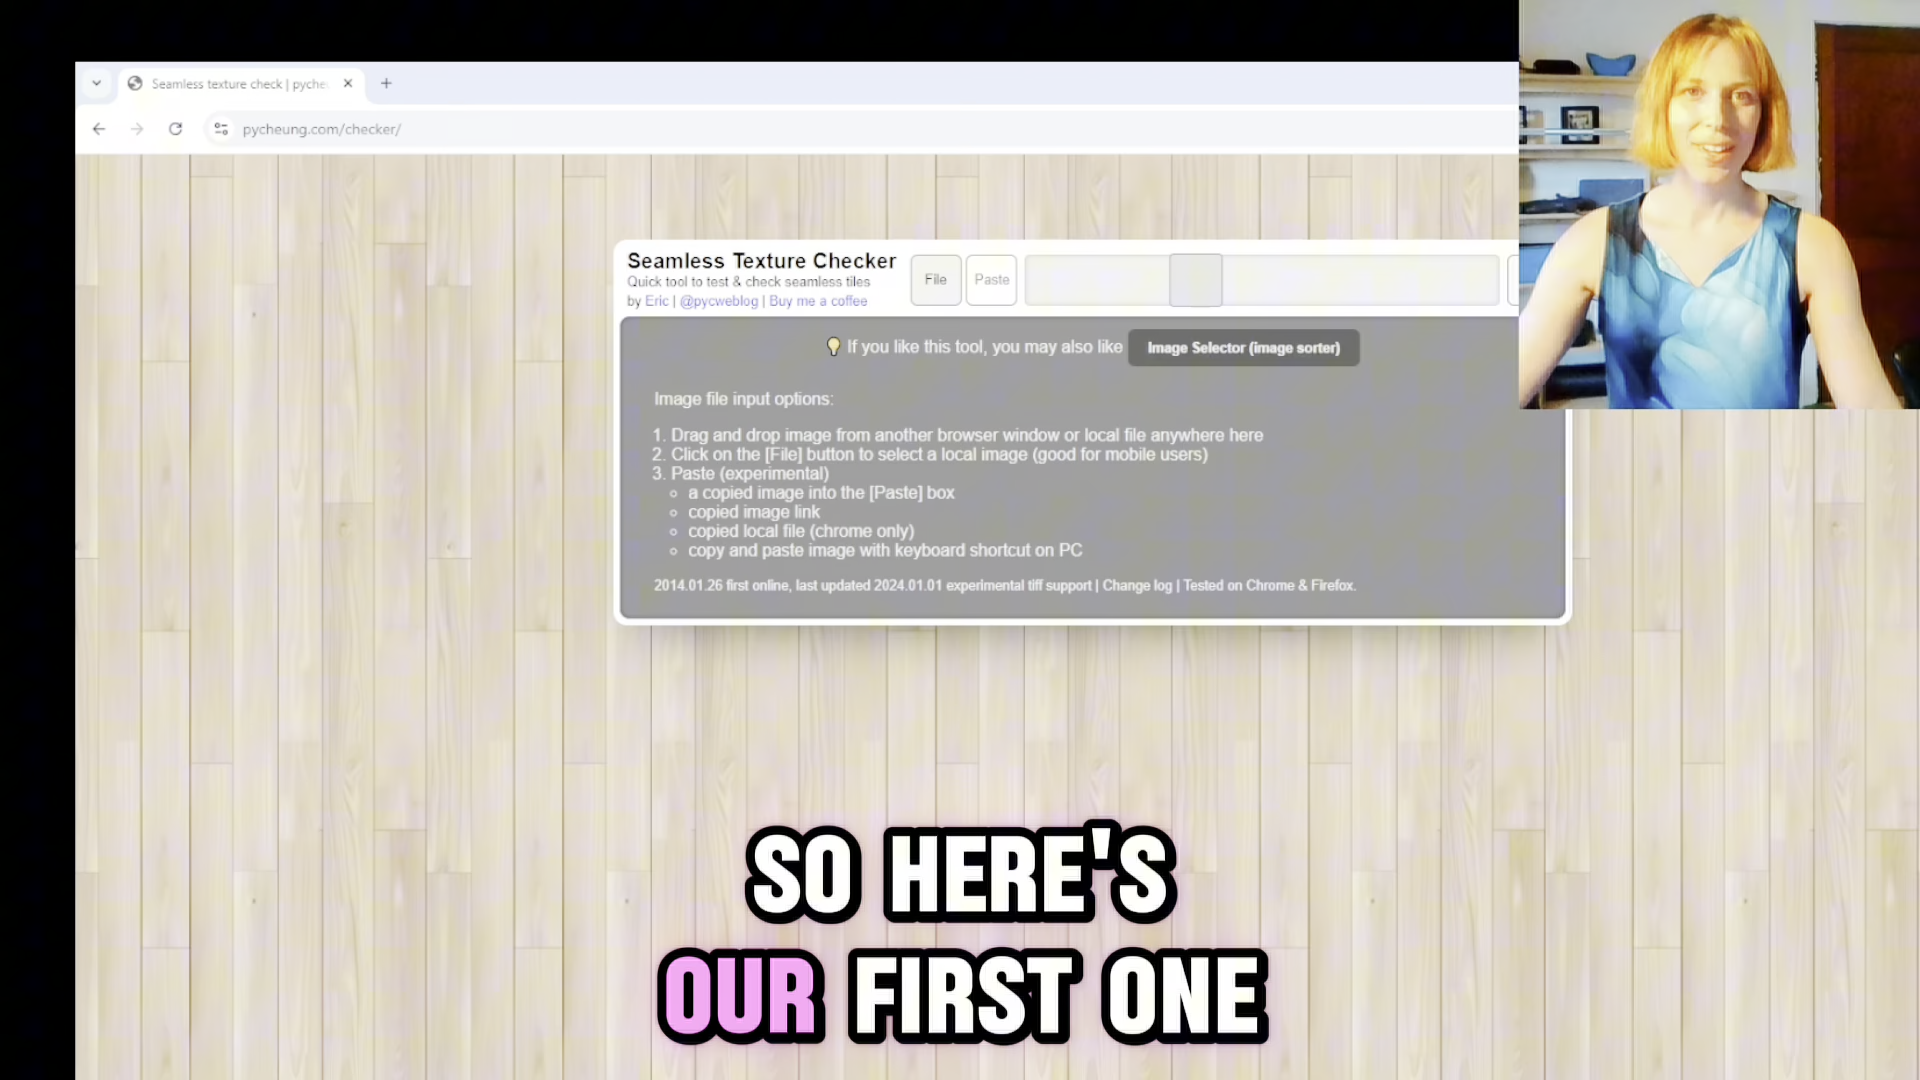 Seamless texture check | pyche
pycheung.com/checker/
Seamless Texture Checker
Quick tool to test & check seamless tiles
by Eric | @pycweblog | Buy me a coffee
File
Paste
If you like this tool, you may also like
Image Selector (image sorter)
Image file input options:
1. Drag and drop image from another browser window or local file anywhere here
2. Click on the [File] button to select a local image (good for mobile users)
3. Paste (experimental)
a copied image into the [Paste] box
copied image link
copied local file (chrome only)
copy and paste image with keyboard shortcut on PC
2014.01.26 first online, last updated 2024.01.01 experimental tiff support | Change log | Tested on Chrome & Firefox.
SO HERE'S
OUR FIRST ONE